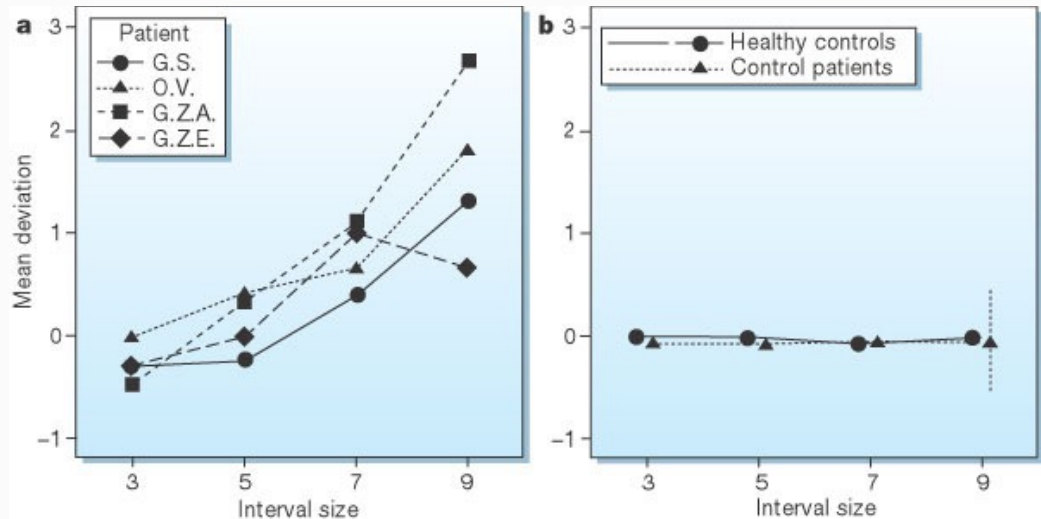 a
Patient
G.S.
O.V.
G.Z.A.
G.Z.E.
3
2
1
0
–1
Mean deviation
3 5 7 9
Interval size
b
Healthy controls
Control patients
3
2
1
0
–1
3 5 7 9
Interval size